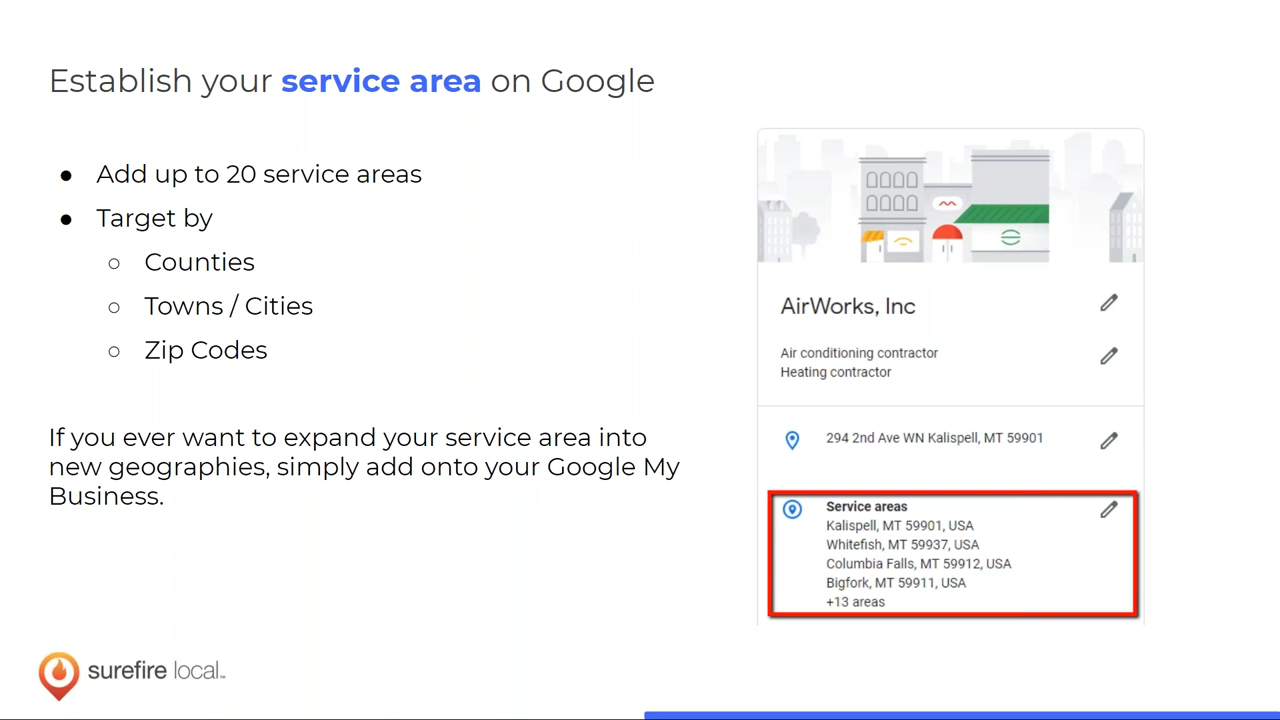 Establish your service area on Google
● Add up to 20 service areas
● Target by
○ Counties
○ Towns / Cities
○ Zip Codes
If you ever want to expand your service area into
new geographies, simply add onto your Google My
Business.
AirWorks, Inc
Air conditioning contractor
Heating contractor
294 2nd Ave WN Kalispell, MT 59901
Service areas
Kalispell, MT 59901, USA
Whitefish, MT 59937, USA
Columbia Falls, MT 59912, USA
Bigfork, MT 59911, USA
+13 areas
surefire local™